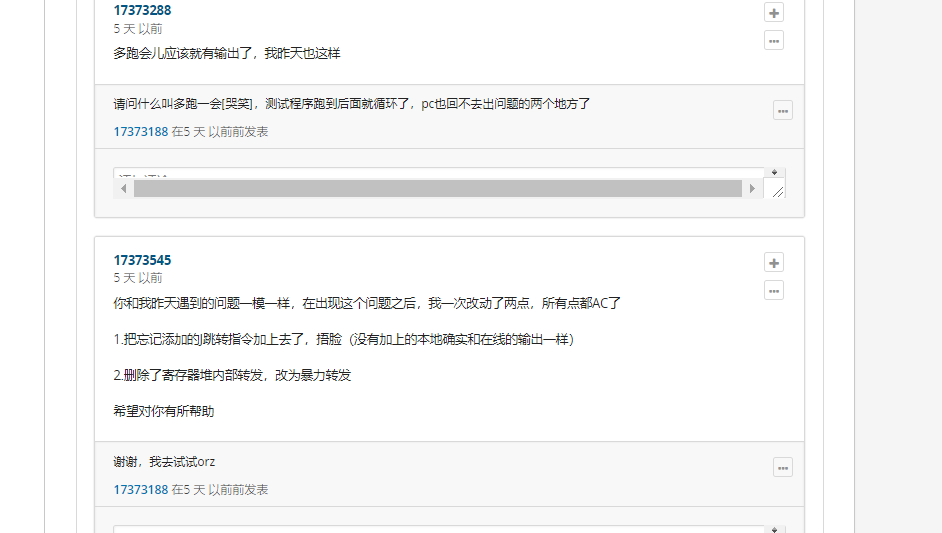 17373288
5 天 以前
多跑会儿应该就有输出了，我昨天也这样
请问什么叫多跑一会[哭笑]，测试程序跑到后面就循环了，pc也回不去出问题的两个地方了
17373188 在5 天 以前前发表
17373545
5 天 以前
你和我昨天遇到的问题一模一样，在出现这个问题之后，我一次改动了两点，所有点都AC了
1.把忘记添加的J跳转指令加上去了，捂脸（没有加上的本地确实和在线的输出一样）
2.删除了寄存器堆内部转发，改为暴力转发
希望对你有所帮助
谢谢，我去试试orz
17373188 在5 天 以前前发表